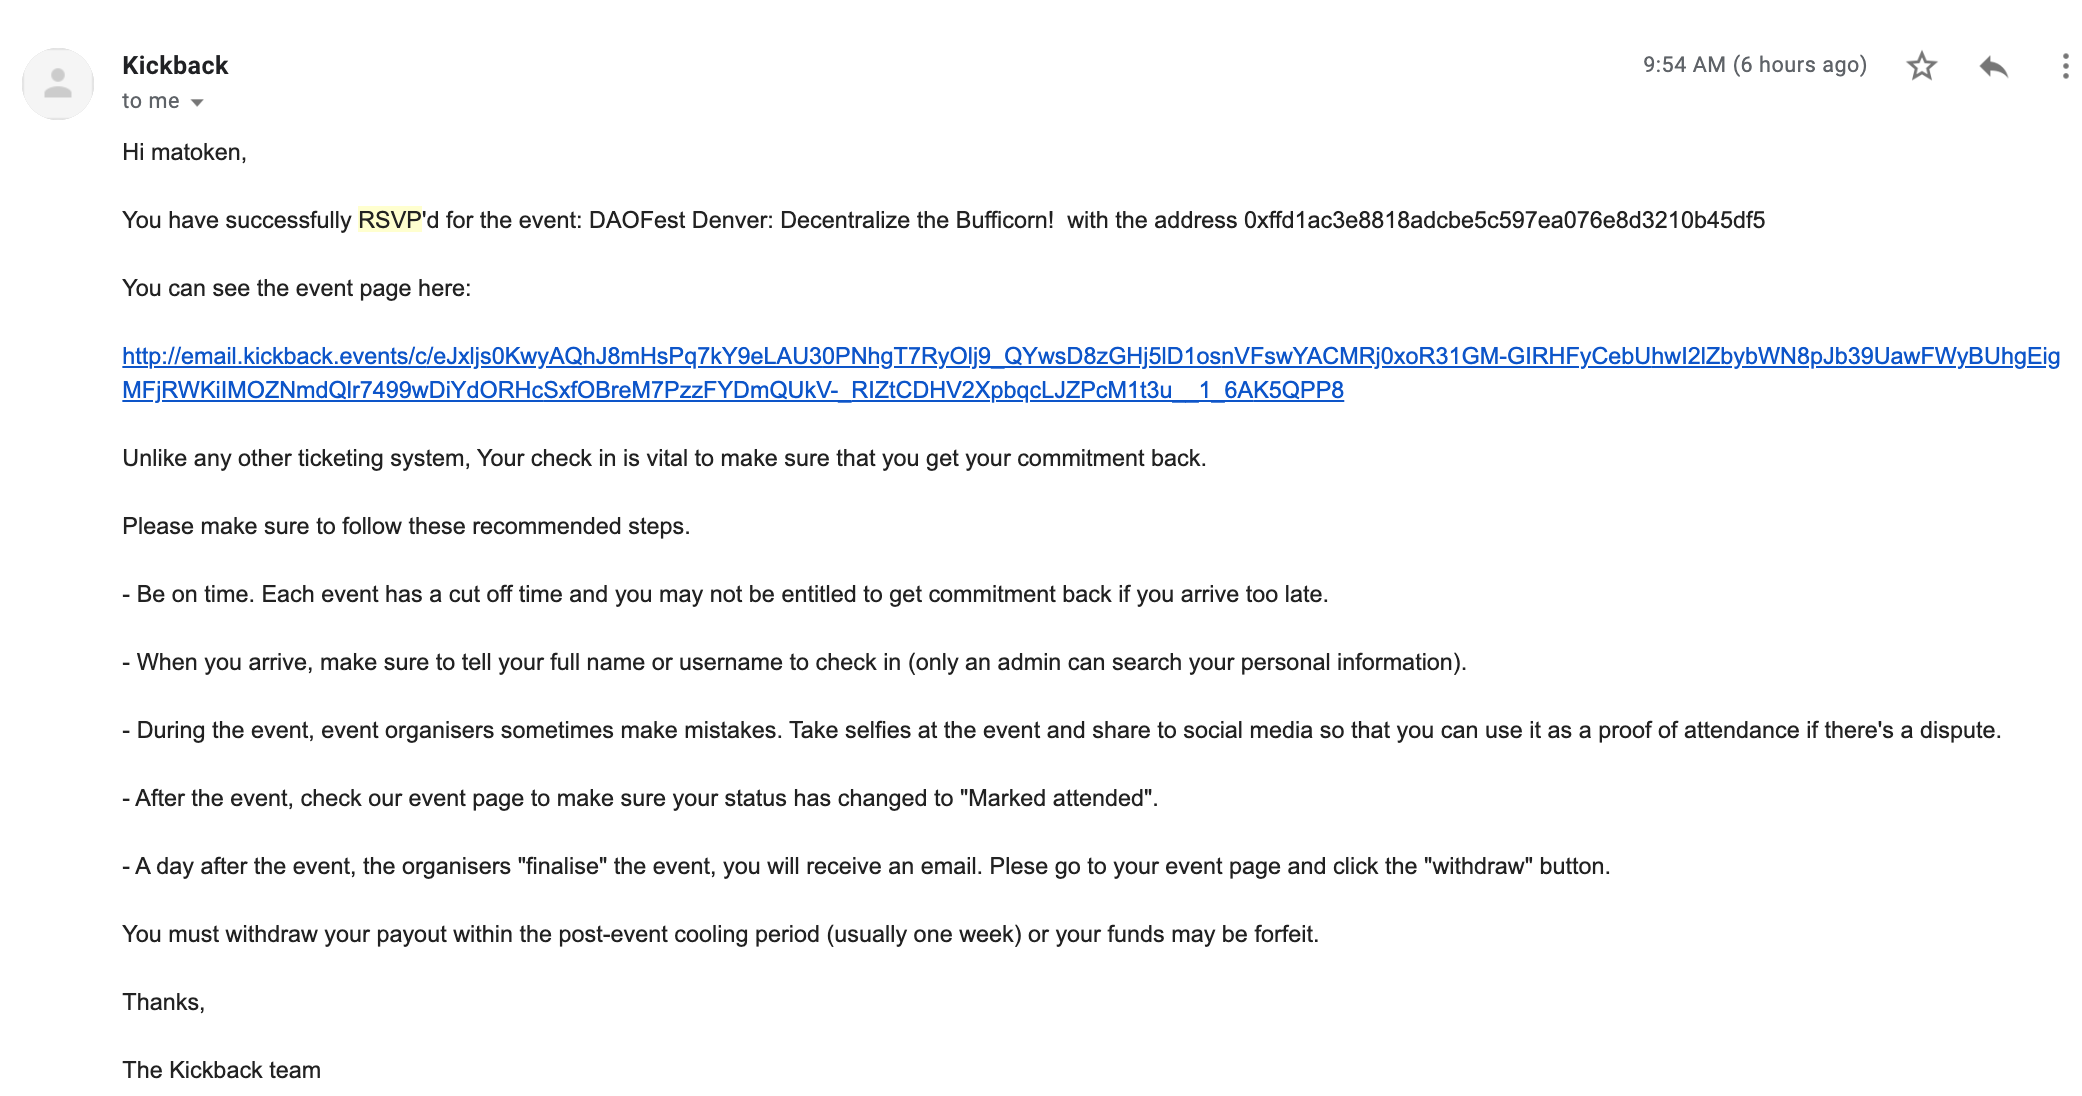 Kickback
9:54 AM (6 hours ago)
to me
Hi matoken,
You have successfully RSVP'd for the event: DAOFest Denver: Decentralize the Bufficorn!  with the address 0xffd1ac3e8818adcbe5c597ea076e8d3210b45df5
You can see the event page here:
http://email.kickback.events/c/eJxljs0KwyAQhJ8mHsPq7kY9eLAU30PNhgT7RyOlj9_QYwsD8zGHj5lD1osnVFswYACMRj0xoR31GM-GIRHFyCebUhwI2lZbybWN8pJb39UawFWyBUhgEig
MFjRWKiIMOZNmdQlr7499wDiYdORHcSxfOBreM7PzzFYDmQUkV-_RIZtCDHV2XpbqcLJZPcM1t3u__1_6AK5QPP8
Unlike any other ticketing system, Your check in is vital to make sure that you get your commitment back.
Please make sure to follow these recommended steps.
- Be on time. Each event has a cut off time and you may not be entitled to get commitment back if you arrive too late.
- When you arrive, make sure to tell your full name or username to check in (only an admin can search your personal information).
- During the event, event organisers sometimes make mistakes. Take selfies at the event and share to social media so that you can use it as a proof of attendance if there's a dispute.
- After the event, check our event page to make sure your status has changed to "Marked attended".
- A day after the event, the organisers "finalise" the event, you will receive an email. Plese go to your event page and click the "withdraw" button.
You must withdraw your payout within the post-event cooling period (usually one week) or your funds may be forfeit.
Thanks,
The Kickback team